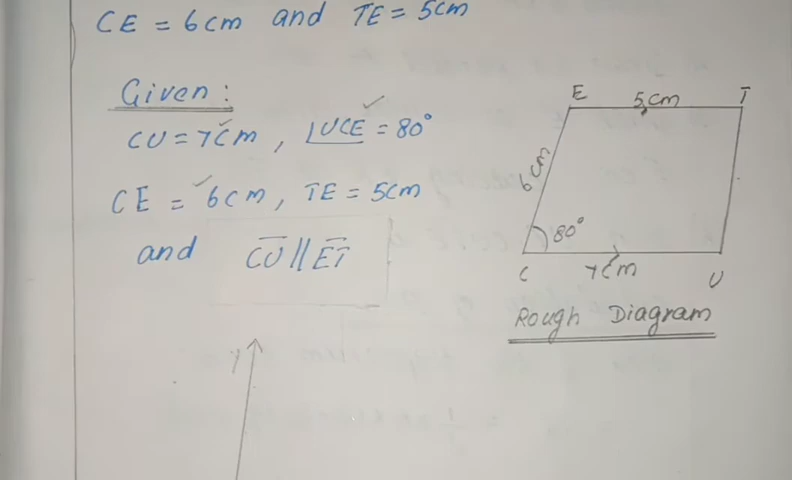 CE = 6cm and TE = 5cm
Given :
CU = 7cm , ∠UCE = 80°
CE = 6cm, TE = 5cm
and CU // ET
E 5cm T
6cm
80°
C 7cm U
Rough Diagram
y